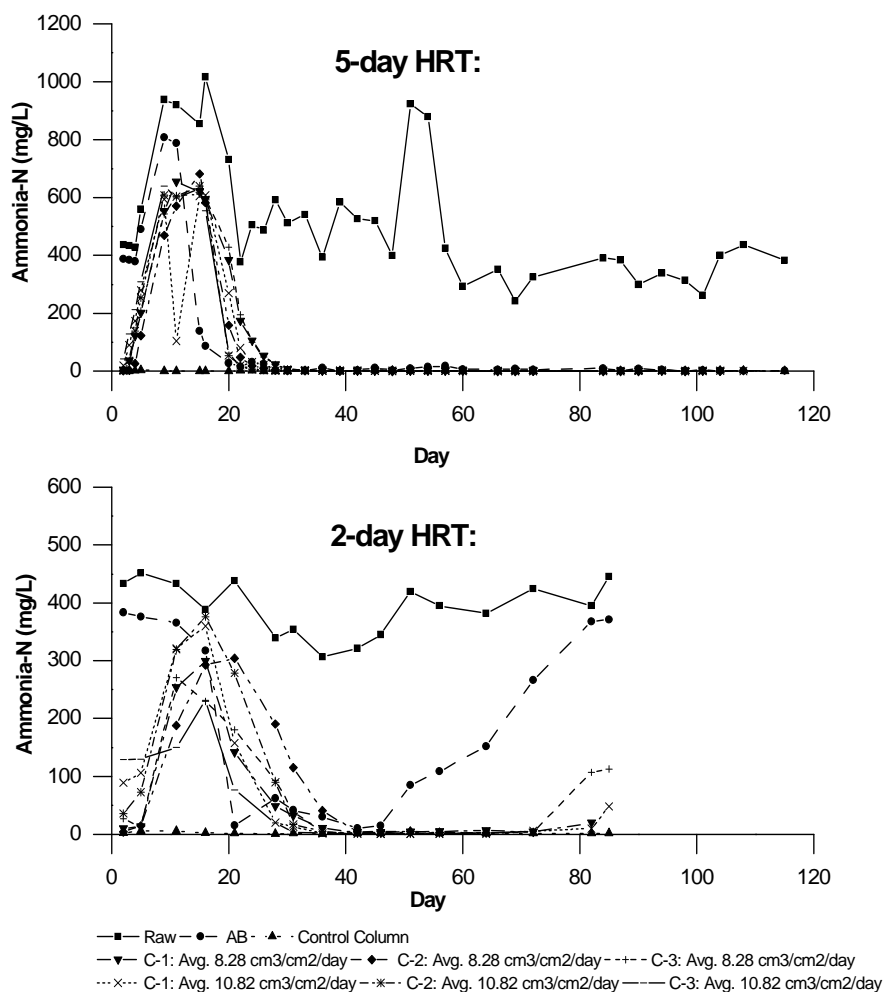 5-day HRT:
Ammonia-N (mg/L)
1200
1000
800
600
400
200
0
0 20 40 60 80 100 120
Day
2-day HRT:
Ammonia-N (mg/L)
600
500
400
300
200
100
0
0 20 40 60 80 100 120
Day
Raw AB Control Column
C-1: Avg. 8.28 cm3/cm2/day C-2: Avg. 8.28 cm3/cm2/day C-3: Avg. 8.28 cm3/cm2/day
C-1: Avg. 10.82 cm3/cm2/day C-2: Avg. 10.82 cm3/cm2/day C-3: Avg. 10.82 cm3/cm2/day